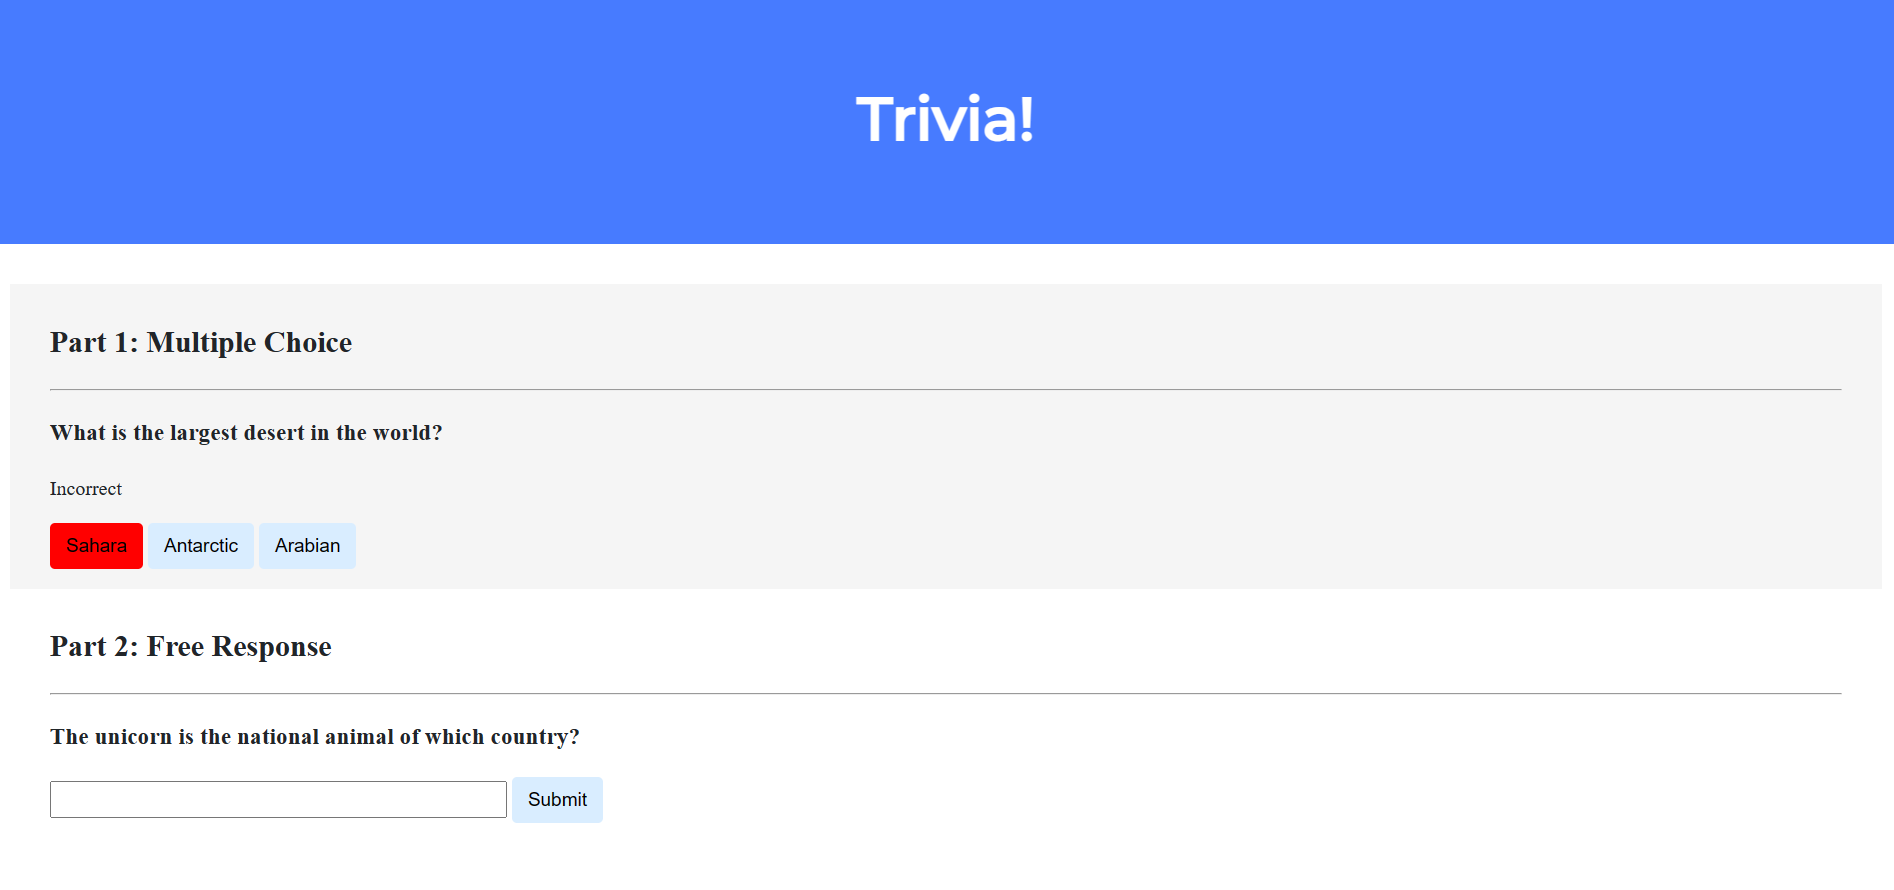 Trivia!
Part 1: Multiple Choice
What is the largest desert in the world?
Incorrect
Sahara Antarctic Arabian
Part 2: Free Response
The unicorn is the national animal of which country?
Submit